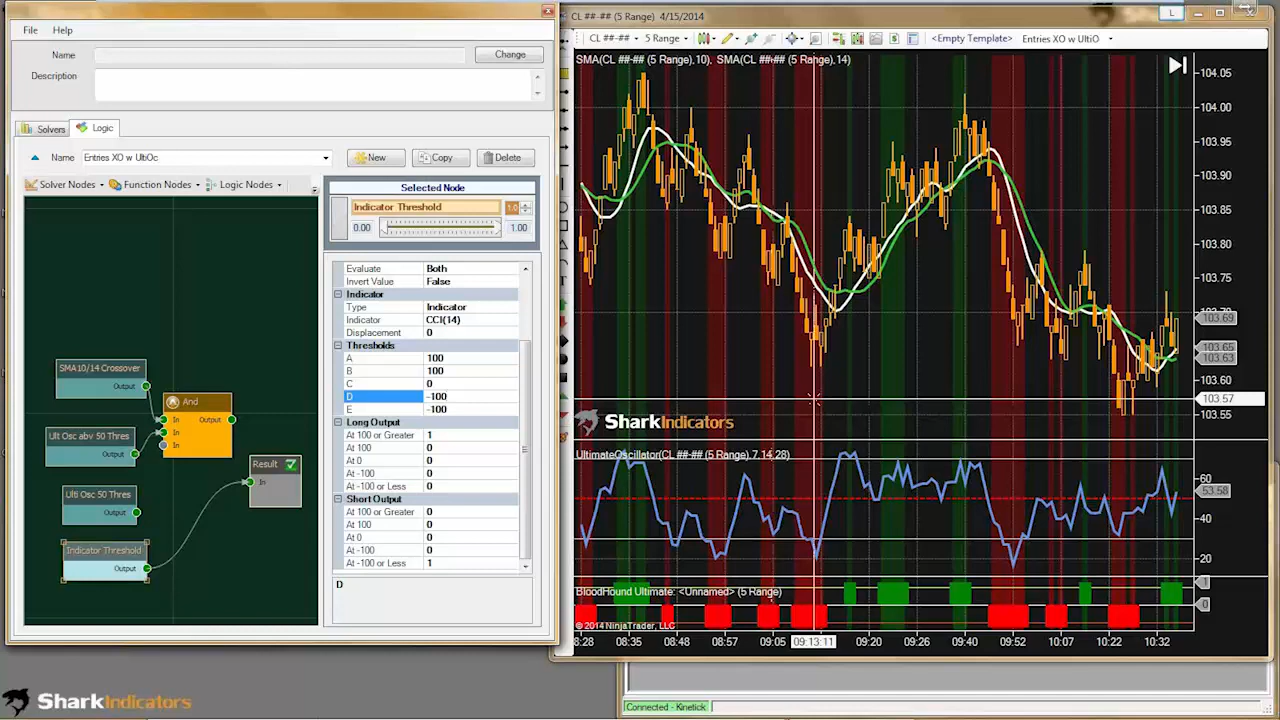 File Help
Name Change
Description
Solvers Logic
Name Entries XO w UltiOc New Copy Delete
Solver Nodes Function Nodes Logic Nodes
Selected Node
Indicator Threshold 1.0
0.00 1.00
Evaluate Both
Invert Value False
Indicator
Type Indicator
Indicator CCI(14)
Displacement 0
Thresholds
A 100
B 100
C 0
D -100
E -100
Long Output
At 100 or Greater 1
At 100 0
At 0 0
At -100 0
At -100 or Less 0
Short Output
At 100 or Greater 0
At 100 0
At 0 0
At -100 0
At -100 or Less 1
D
SMA10/14 Crossover
Output
And
In Output
In
In
Ult Osc abv 50 Thres
Output
Result
In
Ulti Osc 50 Thres
Output
Indicator Threshold
Output
SharkIndicators
CL ##-## (5 Range) 4/15/2014
L
CL ##-## 5 Range <Empty Template> Entries XO w UltiO
SMA(CL ##-## (5 Range),10), SMA(CL ##-## (5 Range),14)
104.05
104.00
103.95
103.90
103.85
103.80
103.75
103.70
103.69
103.65
103.63
103.60
103.57
103.55
SharkIndicators
UltimateOscillator(CL ##-## (5 Range),7,14,28)
60
53.58
40
20
BloodHound Ultimate: <Unnamed> (5 Range)
1
0
© 2014 NinjaTrader, LLC
8:28 08:35 08:48 08:57 09:05 09:13:11 09:20 09:28 09:40 09:52 10:07 10:22 10:32
Connected - Kinetick